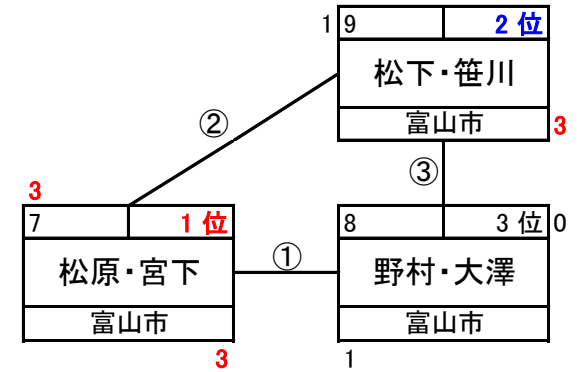 1 9 2 位
松下・笹川
富山市 3
②
③
3
7 1 位
松原・宮下
富山市
3
①
8 3 位 0
野村・大澤
富山市
1